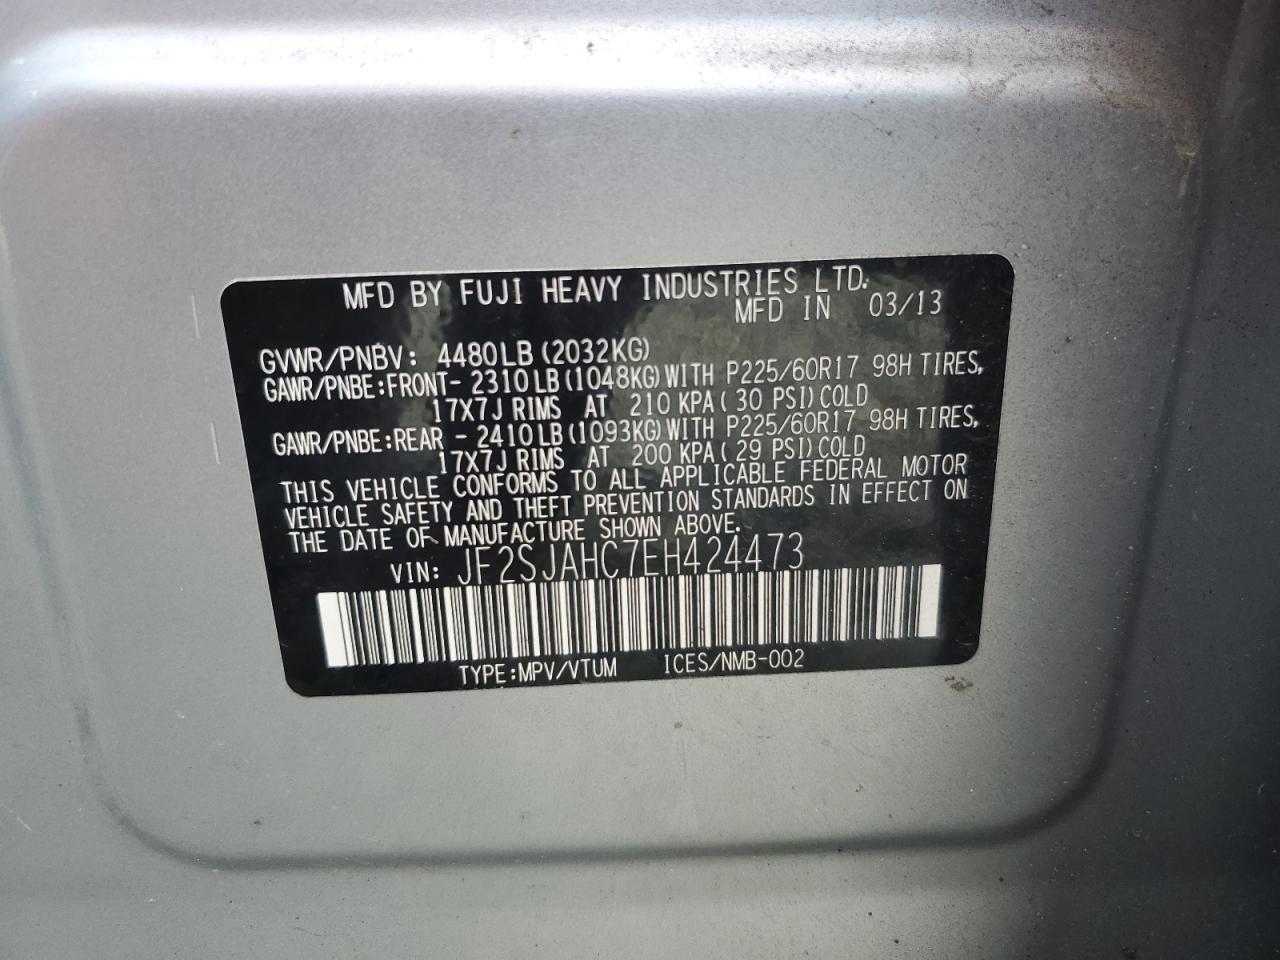 MFD BY FUJI HEAVY INDUSTRIES LTD.
MFD IN 03/13
GVWR/PNBV: 4480LB (2032KG)
GAWR/PNBE:FRONT- 2310LB (1048KG) WITH P225/60R17 98H TIRES,
17X7J RIMS AT 210 KPA (30 PSI) COLD
GAWR/PNBE:REAR - 2410LB (1093KG) WITH P225/60R17 98H TIRES,
17X7J RIMS AT 200 KPA (29 PSI) COLD
THIS VEHICLE CONFORMS TO ALL APPLICABLE FEDERAL MOTOR
VEHICLE SAFETY AND THEFT PREVENTION STANDARDS IN EFFECT ON
THE DATE OF MANUFACTURE SHOWN ABOVE.
VIN: JF2SJAHC7EH424473
TYPE:MPV/VTUM ICES/NMB-002